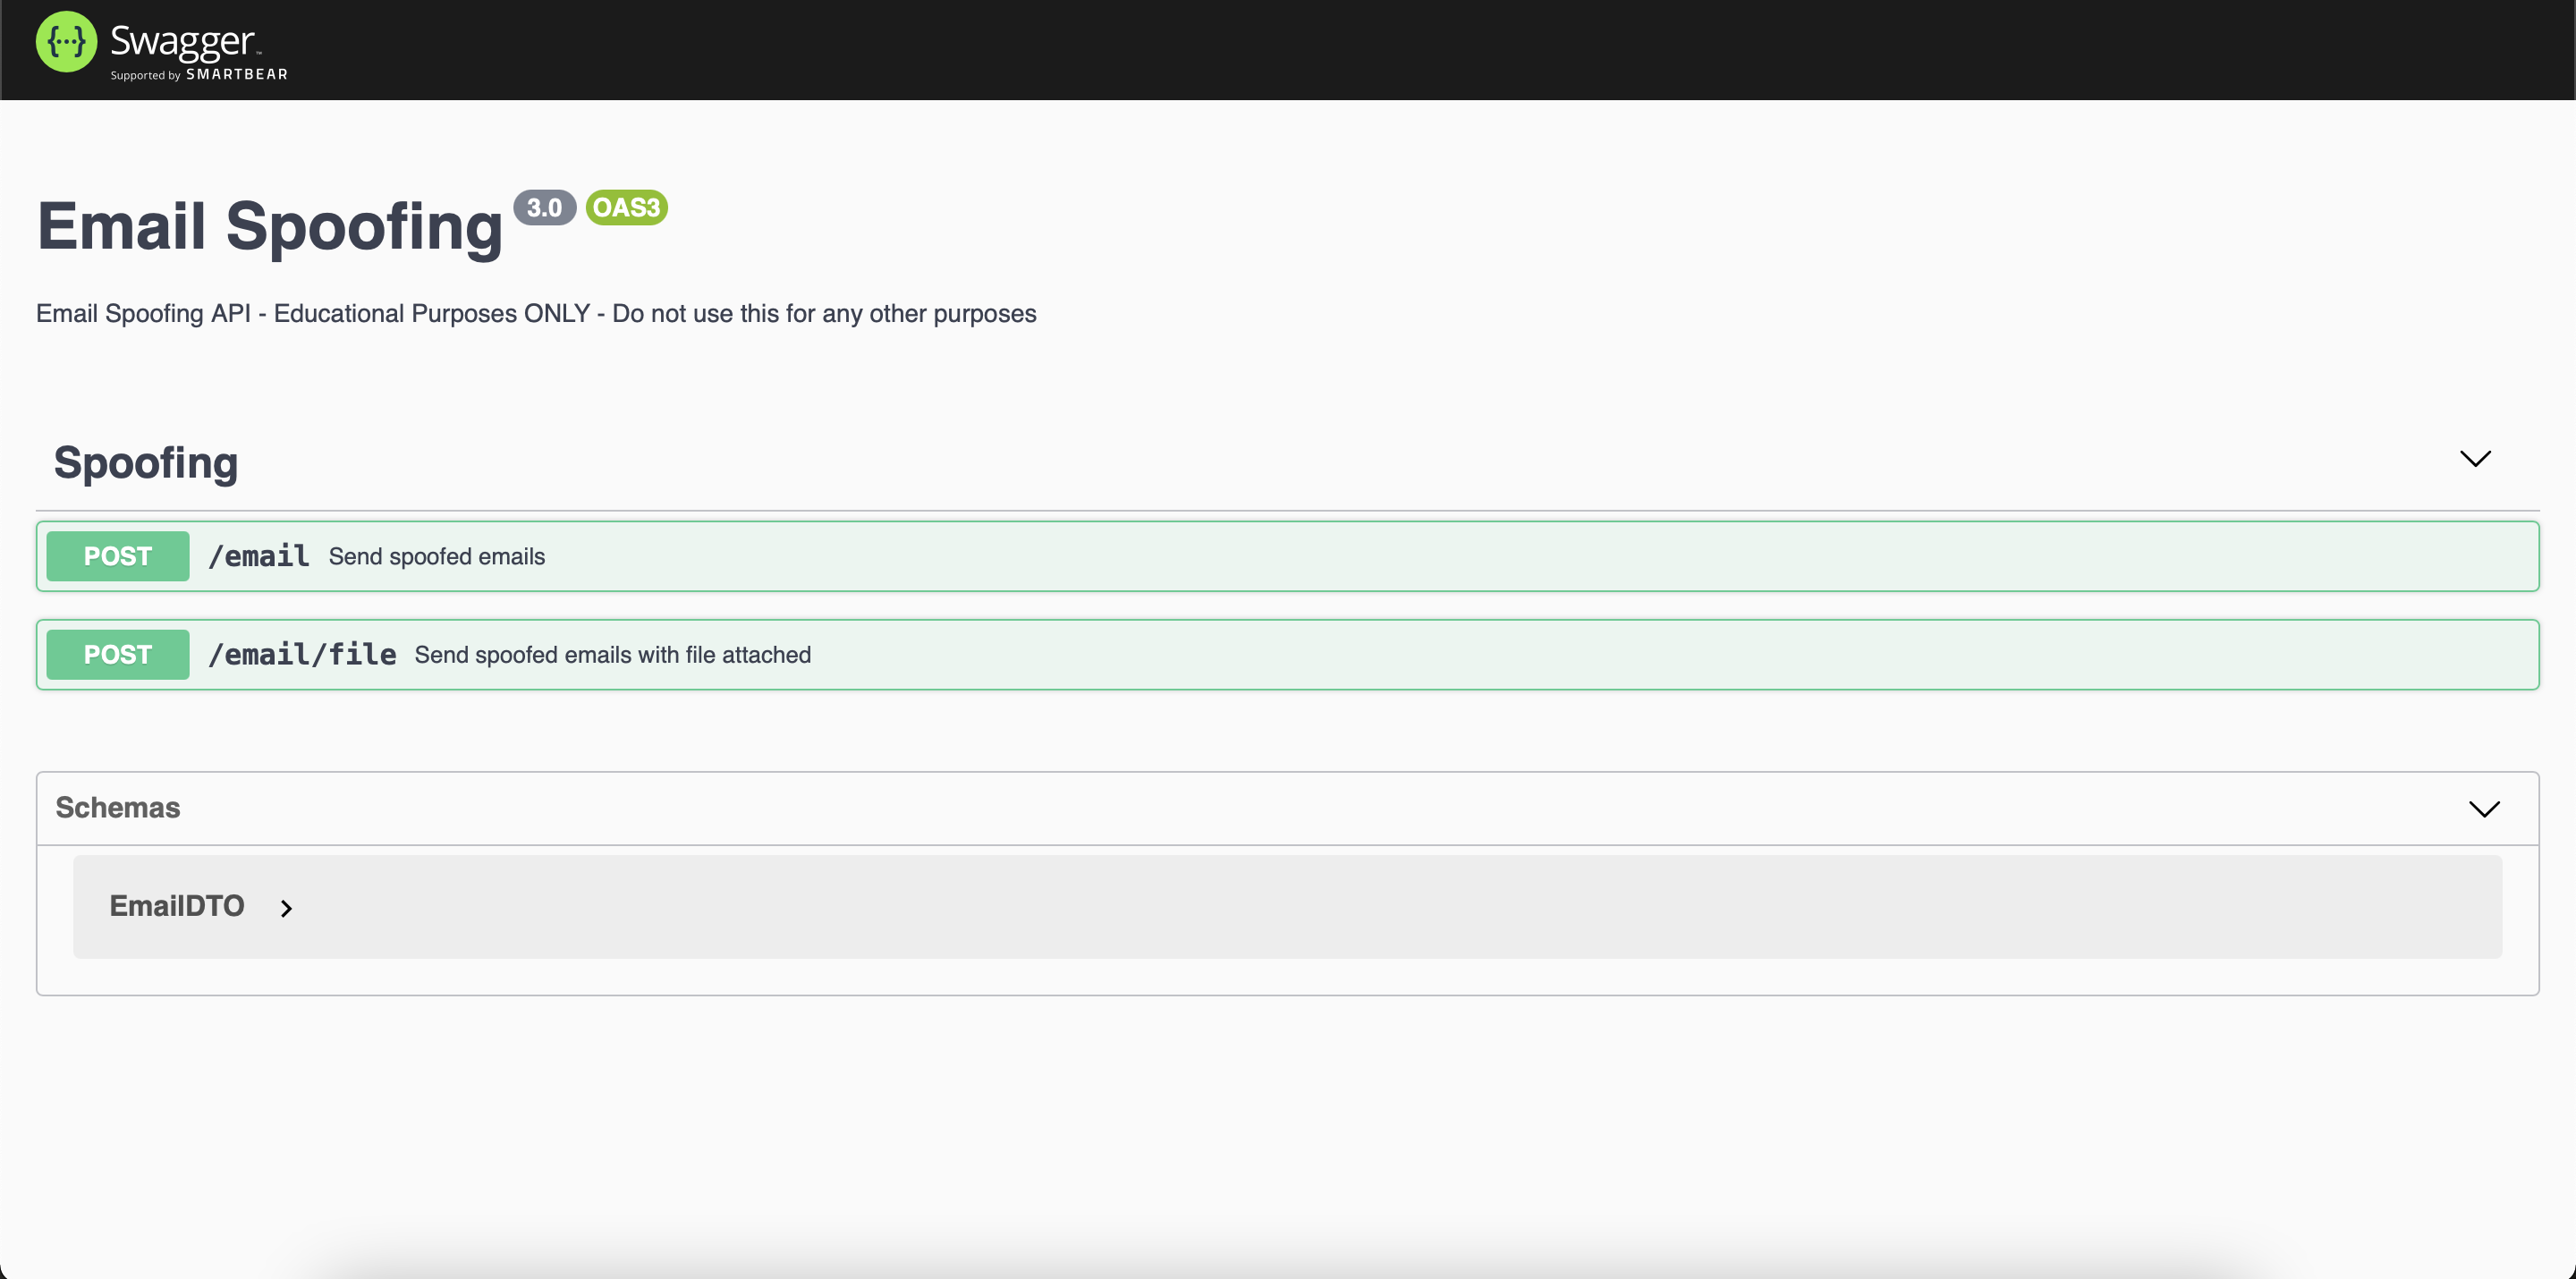 {···} Swagger™
Supported by SMARTBEAR
Email Spoofing 3.0 OAS3
Email Spoofing API - Educational Purposes ONLY - Do not use this for any other purposes
Spoofing
POST /email Send spoofed emails
POST /email/file Send spoofed emails with file attached
Schemas
EmailDTO